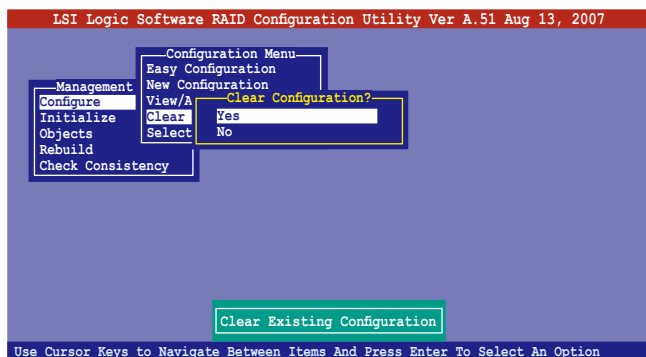 LSI Logic Software RAID Configuration Utility Ver A.51 Aug 13, 2007
Configuration Menu
Easy Configuration
New Configuration
View/A
Clear
Select
Management
Configure
Initialize
Objects
Rebuild
Check Consistency
Clear Configuration?
Yes
No
Clear Existing Configuration
Use Cursor Keys to Navigate Between Items And Press Enter To Select An Option